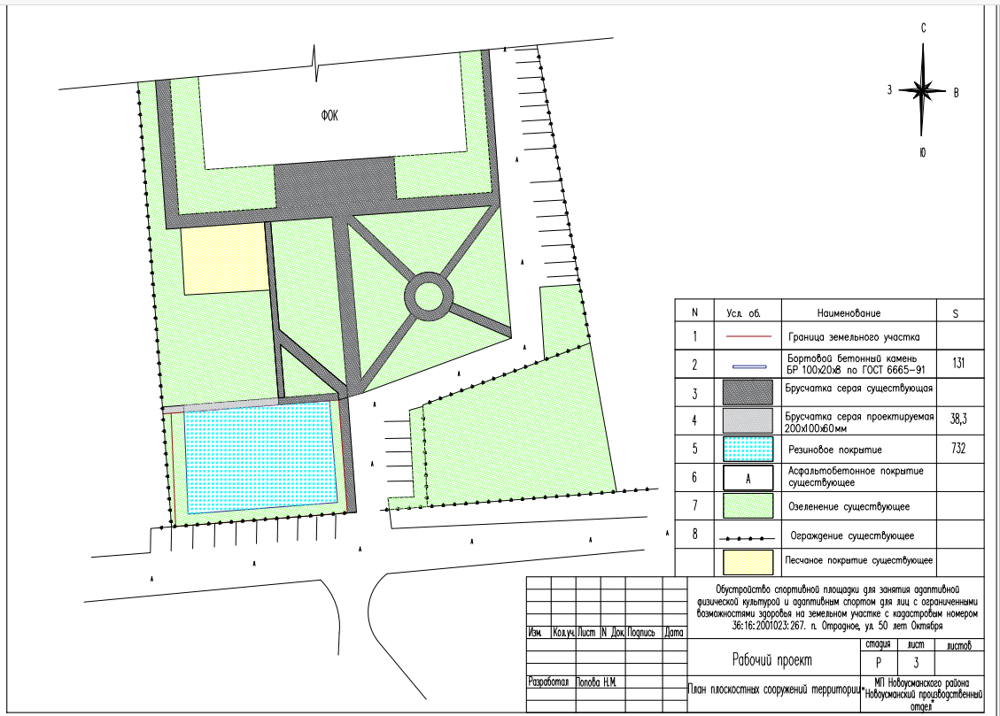 С
З
В
Ю
ФОК
А
А
А
А
А
А
А
А
А
А
А
А
А
А
N Усл. об. Наименование S
1 Граница земельного участка
2 Бортовой бетонный камень
БР 100х20х8 по ГОСТ 6665-91 131
3 Брусчатка серая существующая
4 Брусчатка серая проектируемая
200х100х60мм 38,3
5 Резиновое покрытие 732
6 А Асфальтобетонное покрытие
существующее
7 Озеленение существующее
8 Ограждение существующее
Песчаное покрытие существующее
Обустройство спортивной площадки для занятия адаптивной
физической культурой и адаптивным спортом для лиц с ограниченными
возможностями здоровья на земельном участке с кадастровым номером
36:16:2001023:267. п. Отрадное, ул. 50 лет Октября
Изм. Кол.уч. Лист N Док. Подпись Дата
Рабочий проект
стадия лист листов
Р 3
Разработал Попова Н.М.
План плоскостных сооружений территории
МП Новоусманского района
"Новоусманский производственный
отдел"